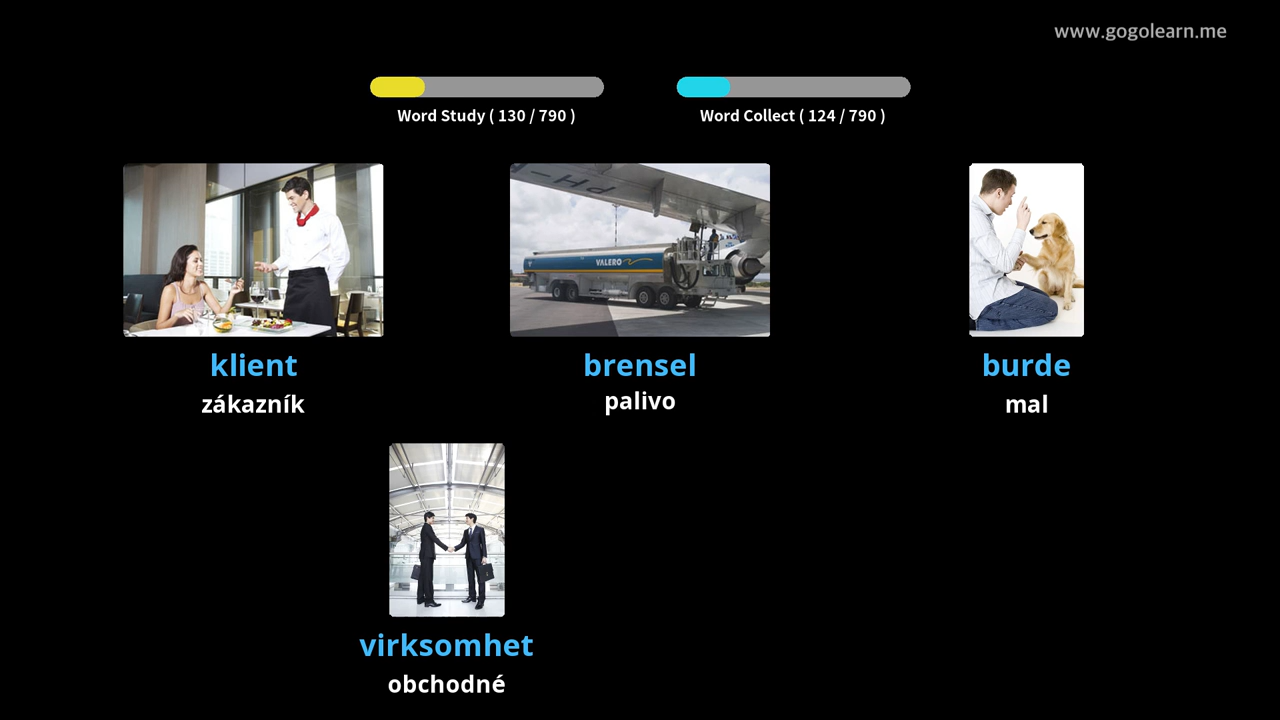 www.gogolearn.me
Word Study ( 130 / 790 )
Word Collect ( 124 / 790 )
-Hd
VALERO
klient
zákazník
brensel
palivo
burde
mal
virksomhet
obchodné